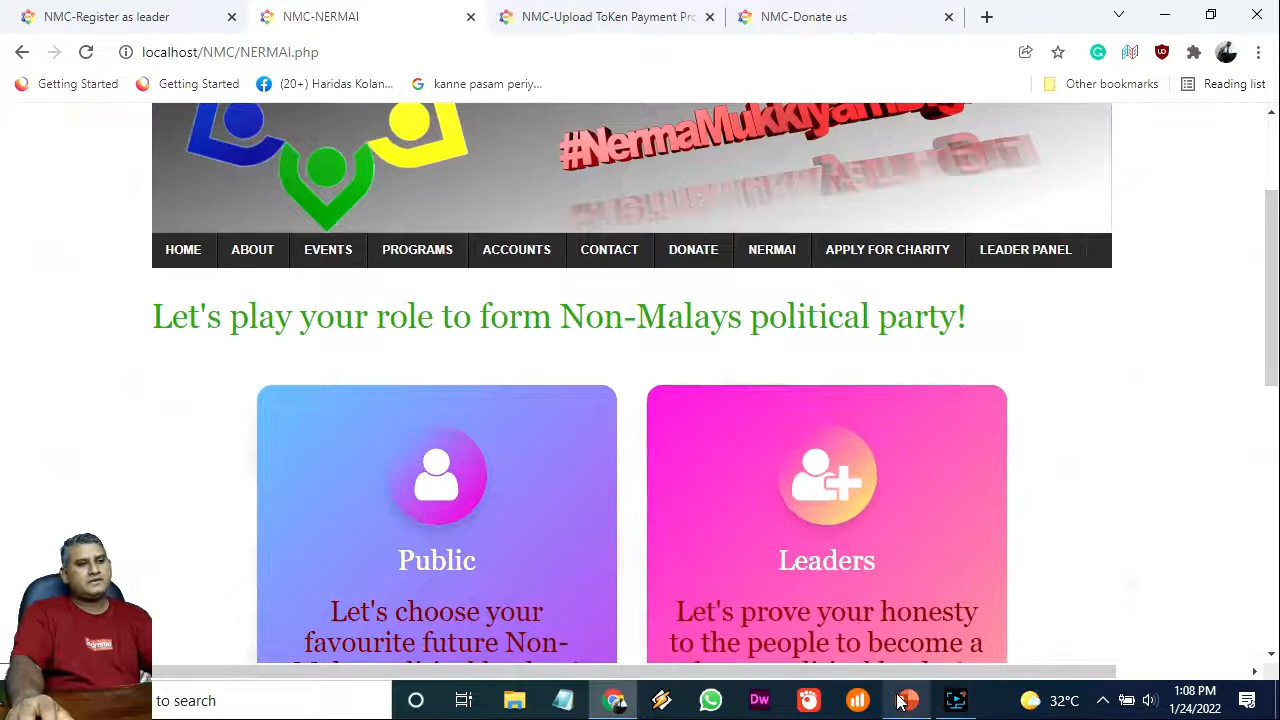 NMC-Register as leader
NMC-NERMAI
NMC-Upload ToKen Payment Pro
NMC-Donate us
localhost/NMC/NERMAI.php
Getting Started
Getting Started
(20+) Haridas Kolan...
kanne pasam periy...
Other bookmarks
Reading list
HOME
ABOUT
EVENTS
PROGRAMS
ACCOUNTS
CONTACT
DONATE
NERMAI
APPLY FOR CHARITY
LEADER PANEL
Let's play your role to form Non-Malays political party!
Public
Let's choose your
favourite future Non-
Leaders
Let's prove your honesty
to the people to become a
to search
Dw
32°C
1:08 PM
1/24/2022